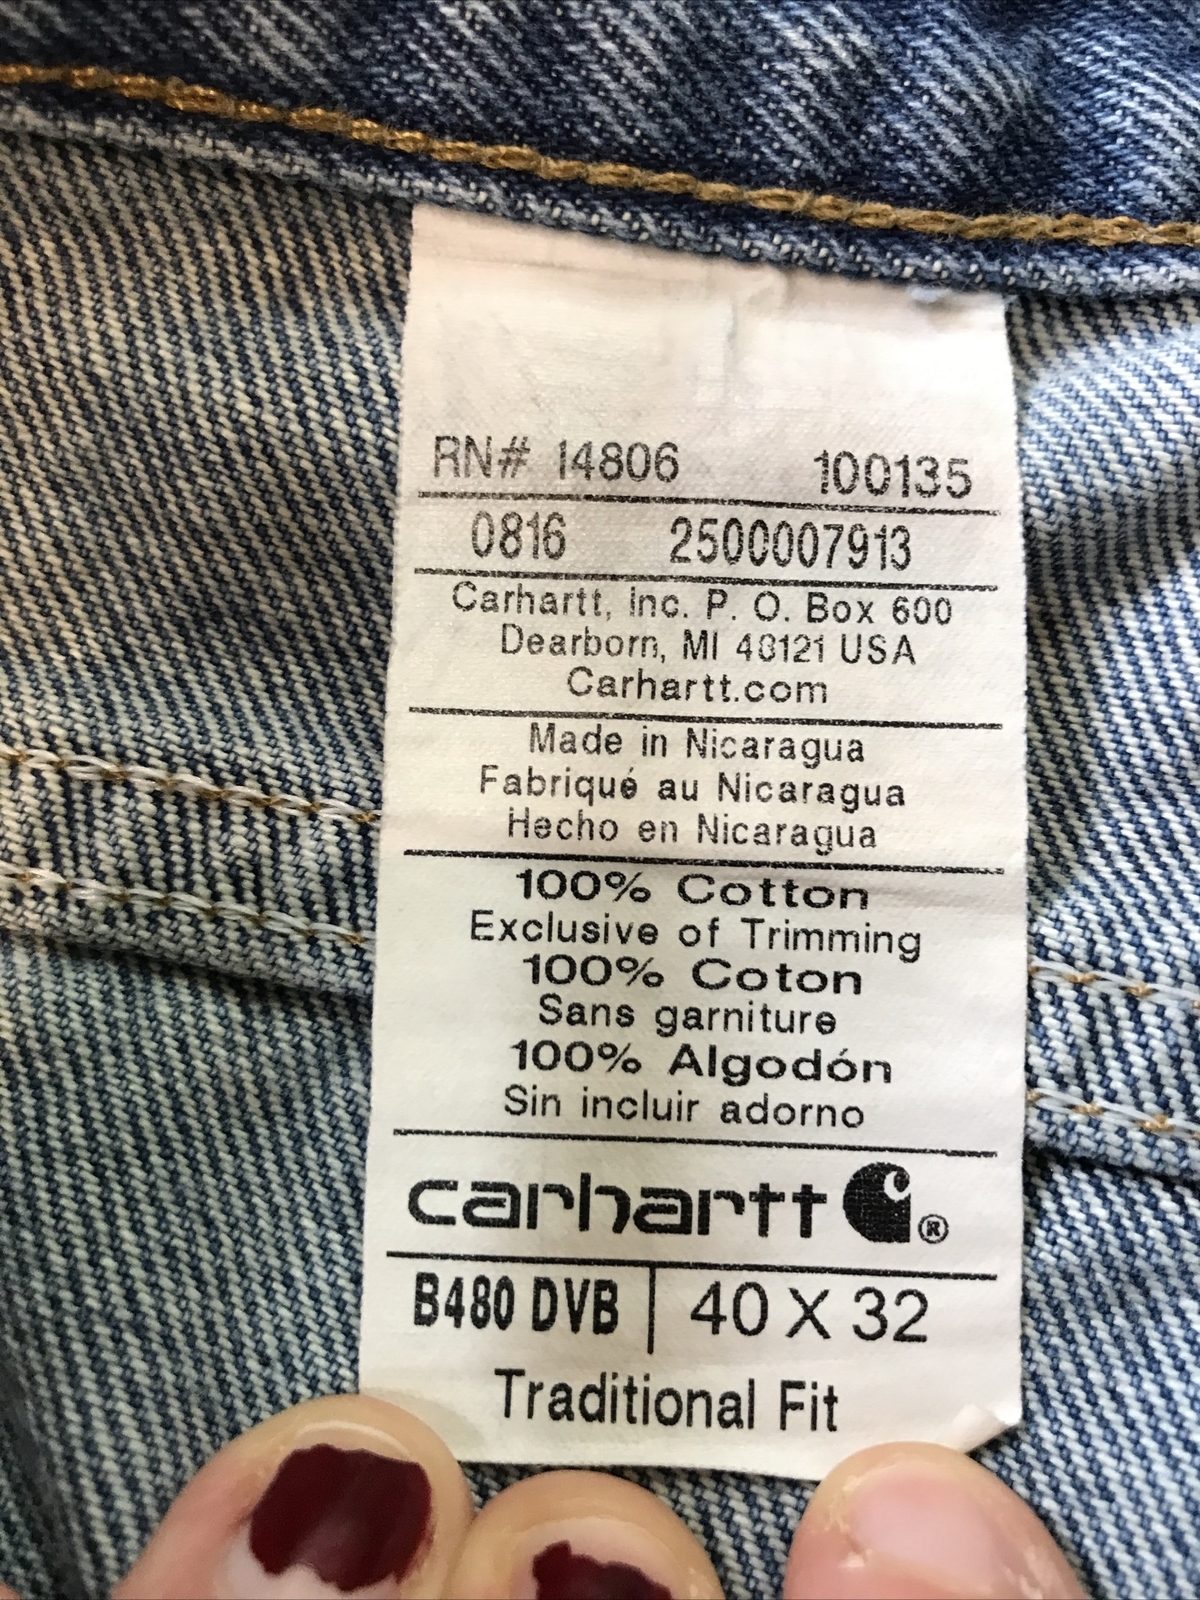 RN# 14806 100135
0816 2500007913
Carhartt, Inc. P. O. Box 600
Dearborn, MI 48121 USA
Carhartt.com
Made in Nicaragua
Fabriqué au Nicaragua
Hecho en Nicaragua
100% Cotton
Exclusive of Trimming
100% Coton
Sans garniture
100% Algodón
Sin incluir adorno
carhartt ®
B480 DVB | 40 X 32
Traditional Fit